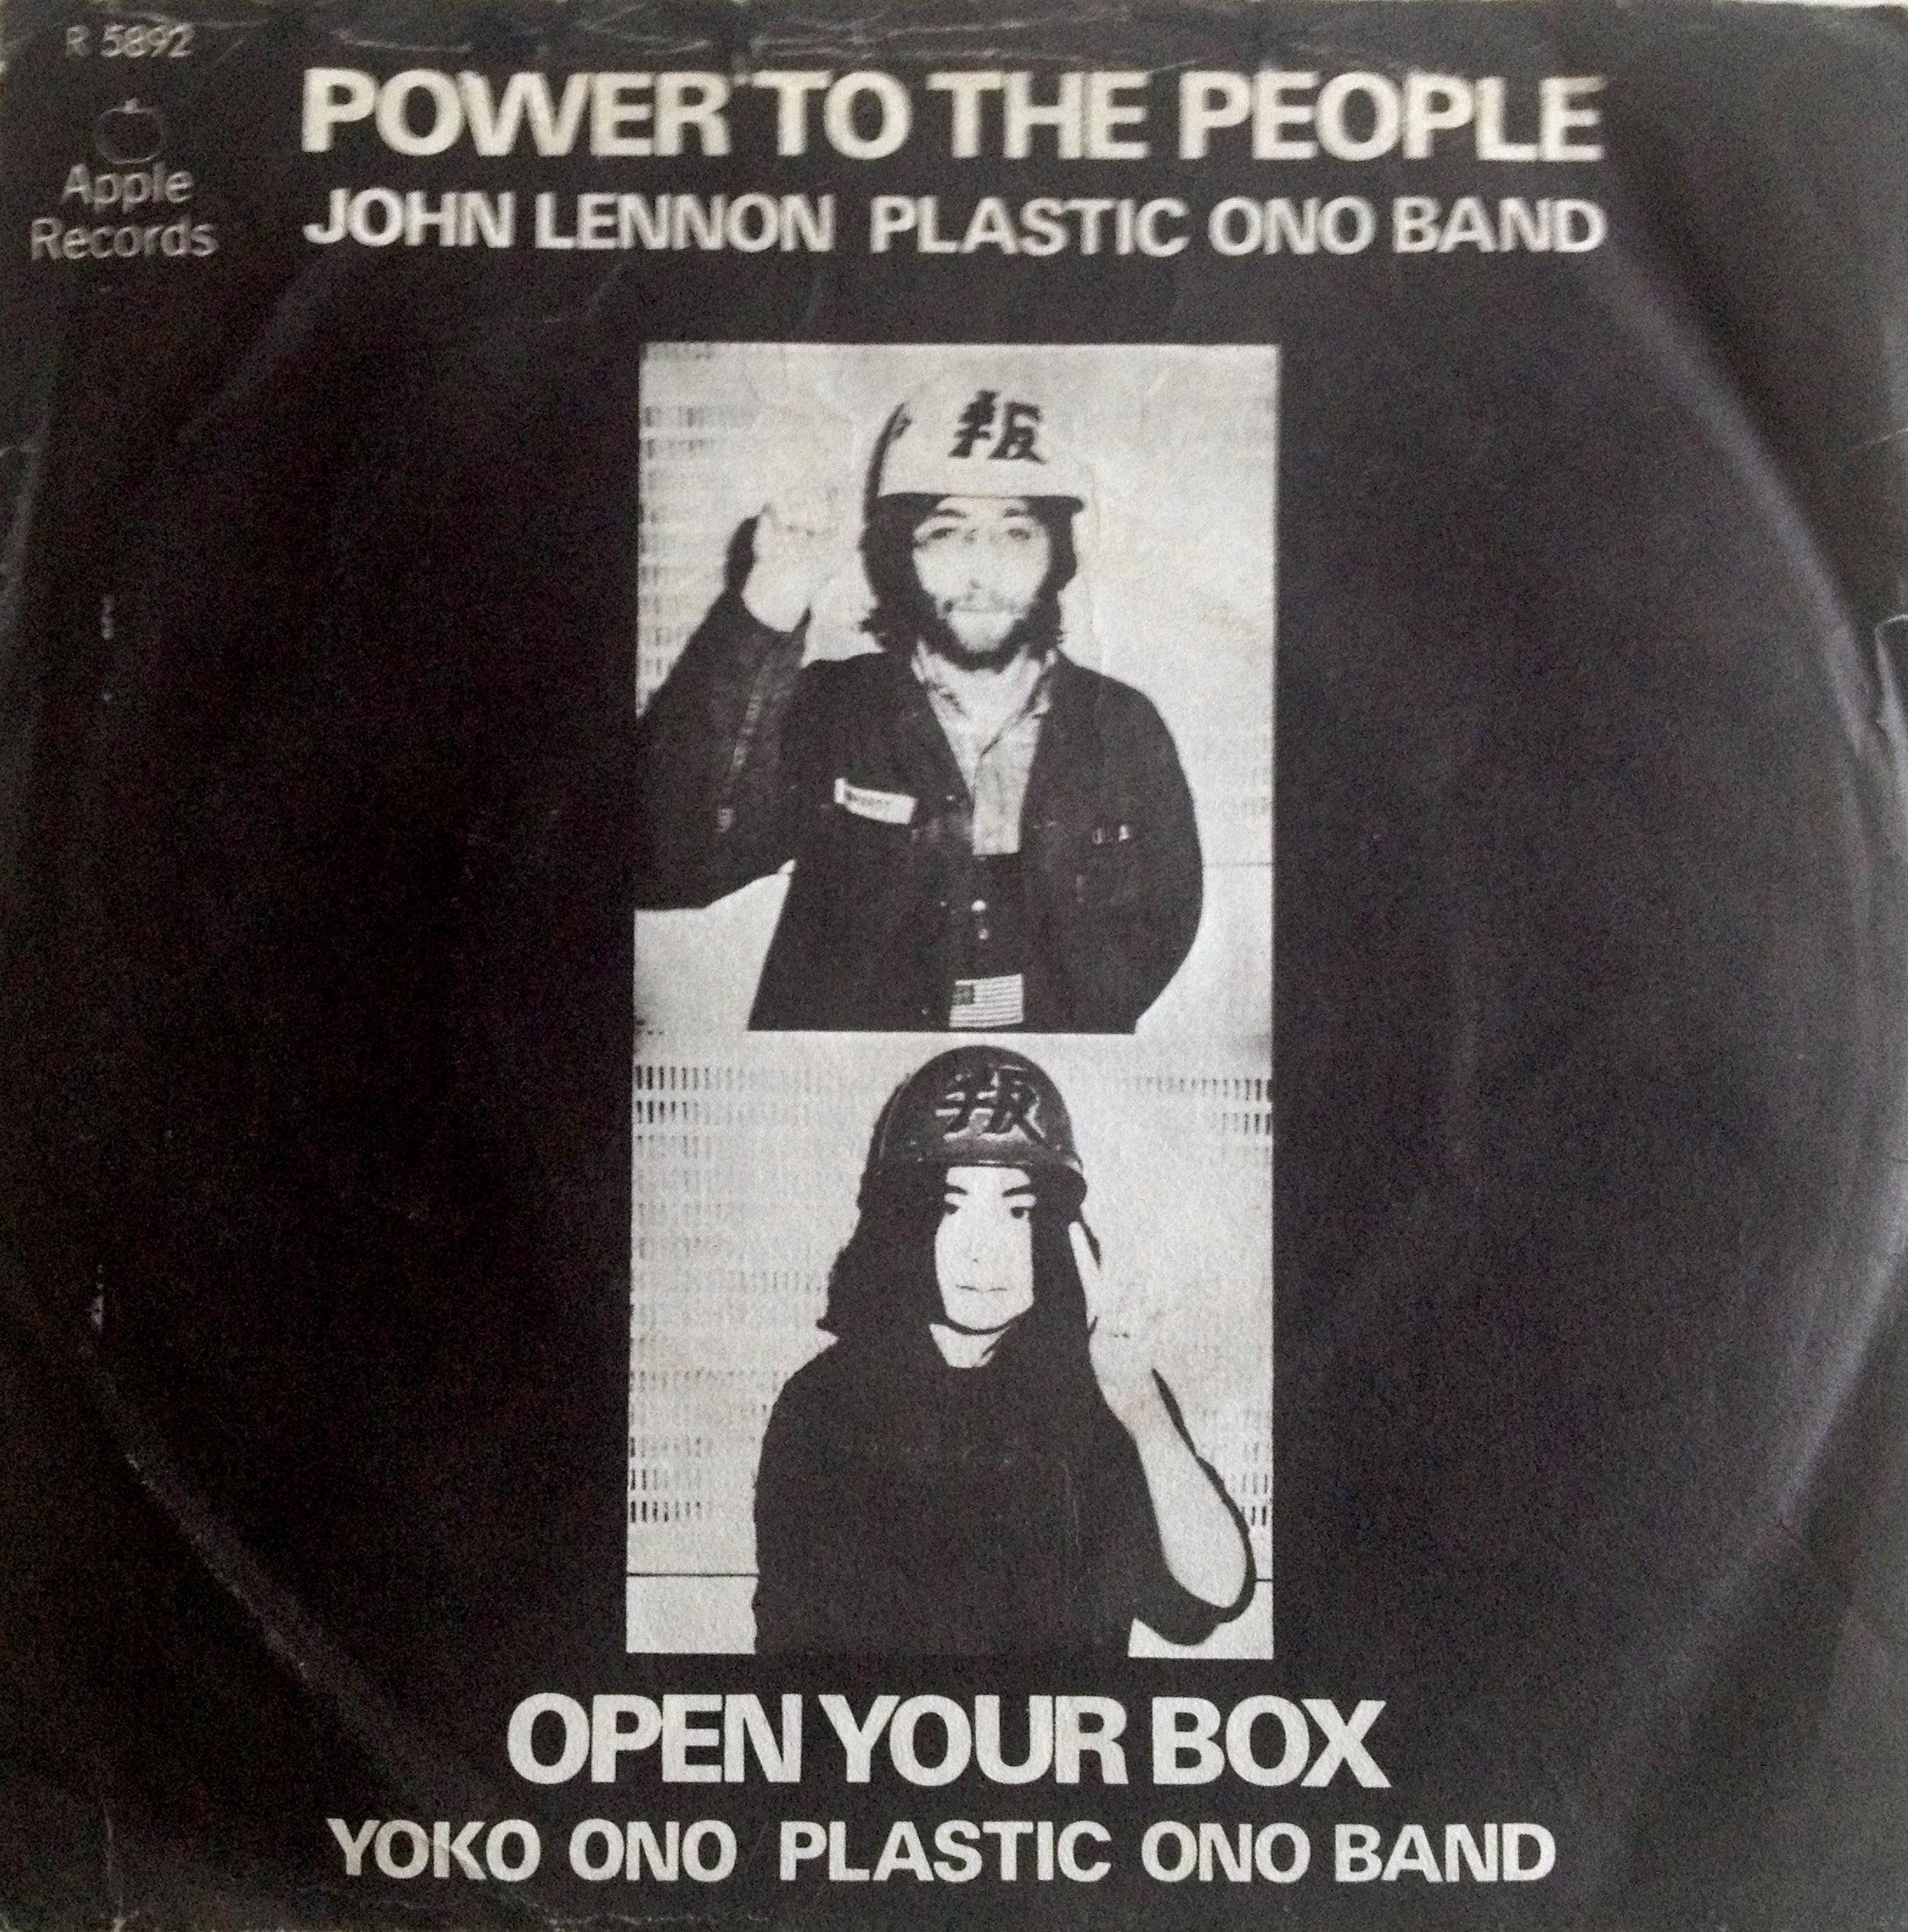 R 5892
Apple
Records
POWER TO THE PEOPLE
JOHN LENNON PLASTIC ONO BAND
叛
叛
OPEN YOUR BOX
YOKO ONO PLASTIC ONO BAND